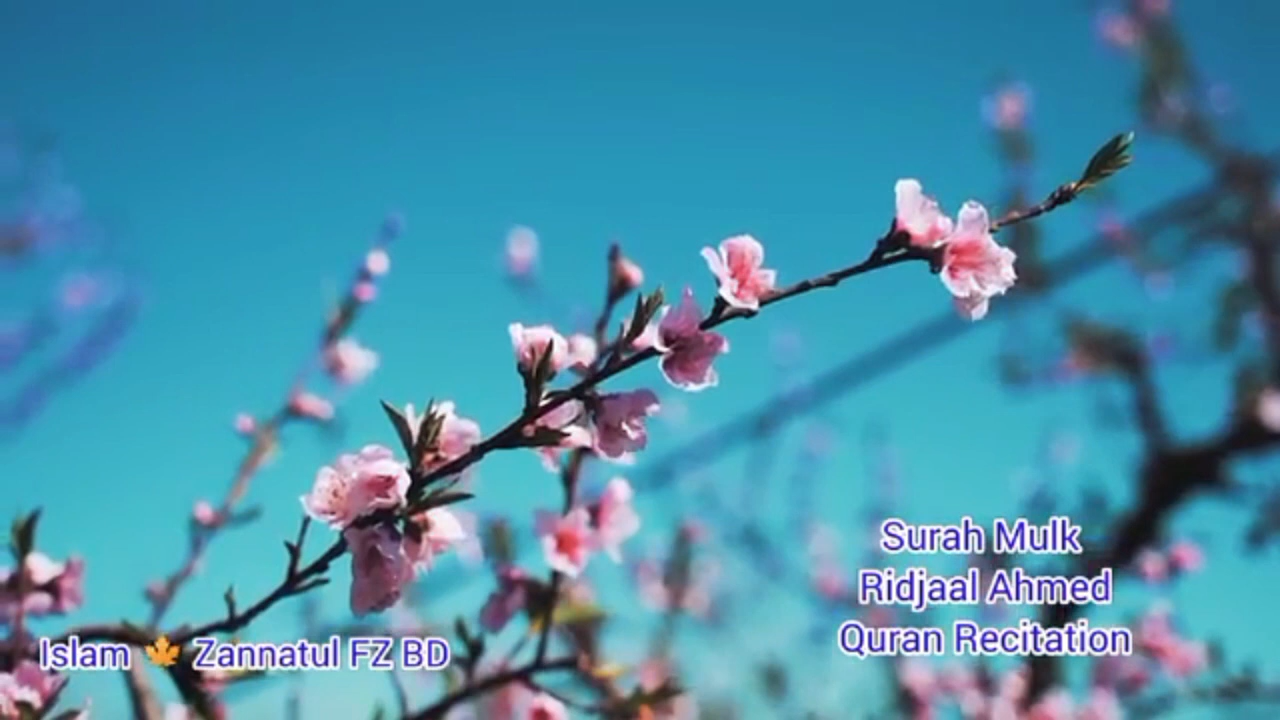 Surah Mulk
Ridjaal Ahmed
Quran Recitation
Islam 🍁 Zannatul FZ BD